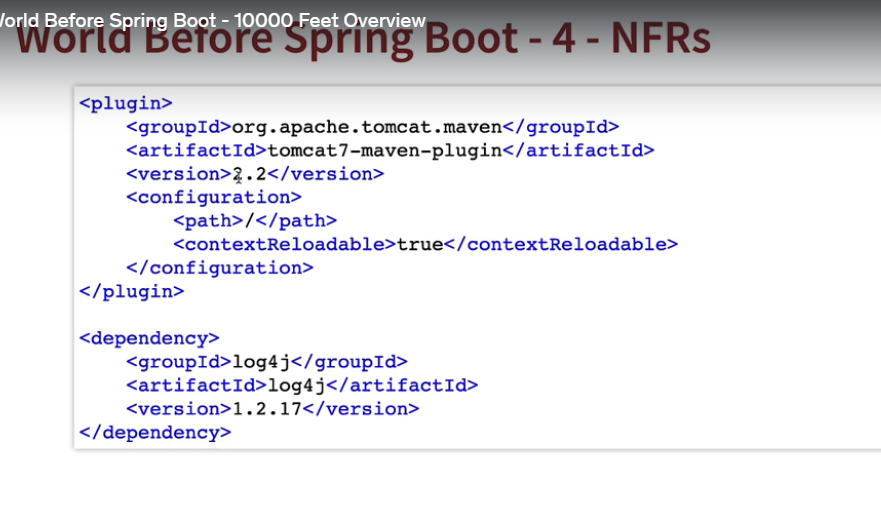 World Before Spring Boot - 10000 Feet Overview
World Before Spring Boot - 4 - NFRs
<plugin>
    <groupId>org.apache.tomcat.maven</groupId>
    <artifactId>tomcat7-maven-plugin</artifactId>
    <version>2.2</version>
    <configuration>
        <path>/</path>
        <contextReloadable>true</contextReloadable>
    </configuration>
</plugin>

<dependency>
    <groupId>log4j</groupId>
    <artifactId>log4j</artifactId>
    <version>1.2.17</version>
</dependency>